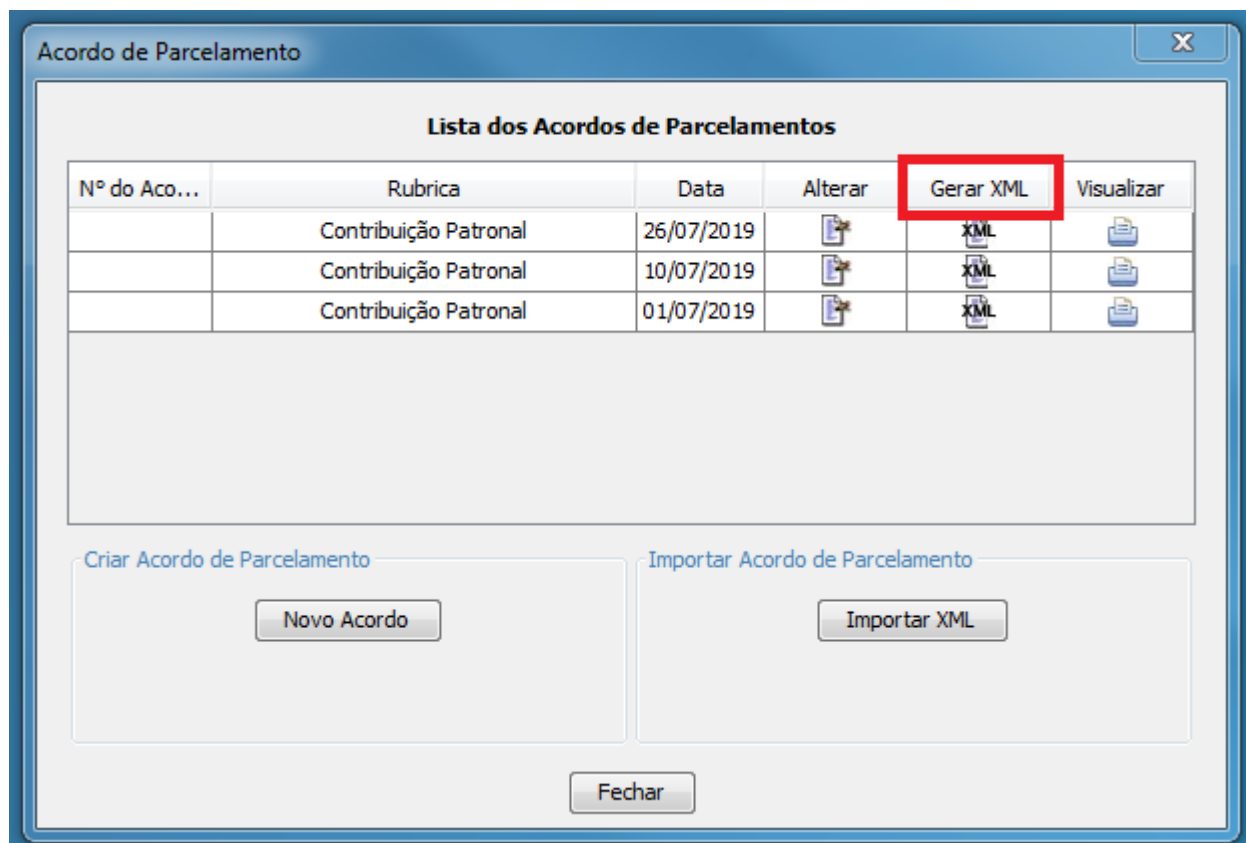 Acordo de Parcelamento
Lista dos Acordos de Parcelamentos
Nº do Aco... Rubrica Data Alterar Gerar XML Visualizar
Contribuição Patronal 26/07/2019 XML
Contribuição Patronal 10/07/2019 XML
Contribuição Patronal 01/07/2019 XML
Criar Acordo de Parcelamento Importar Acordo de Parcelamento
Novo Acordo Importar XML
Fechar